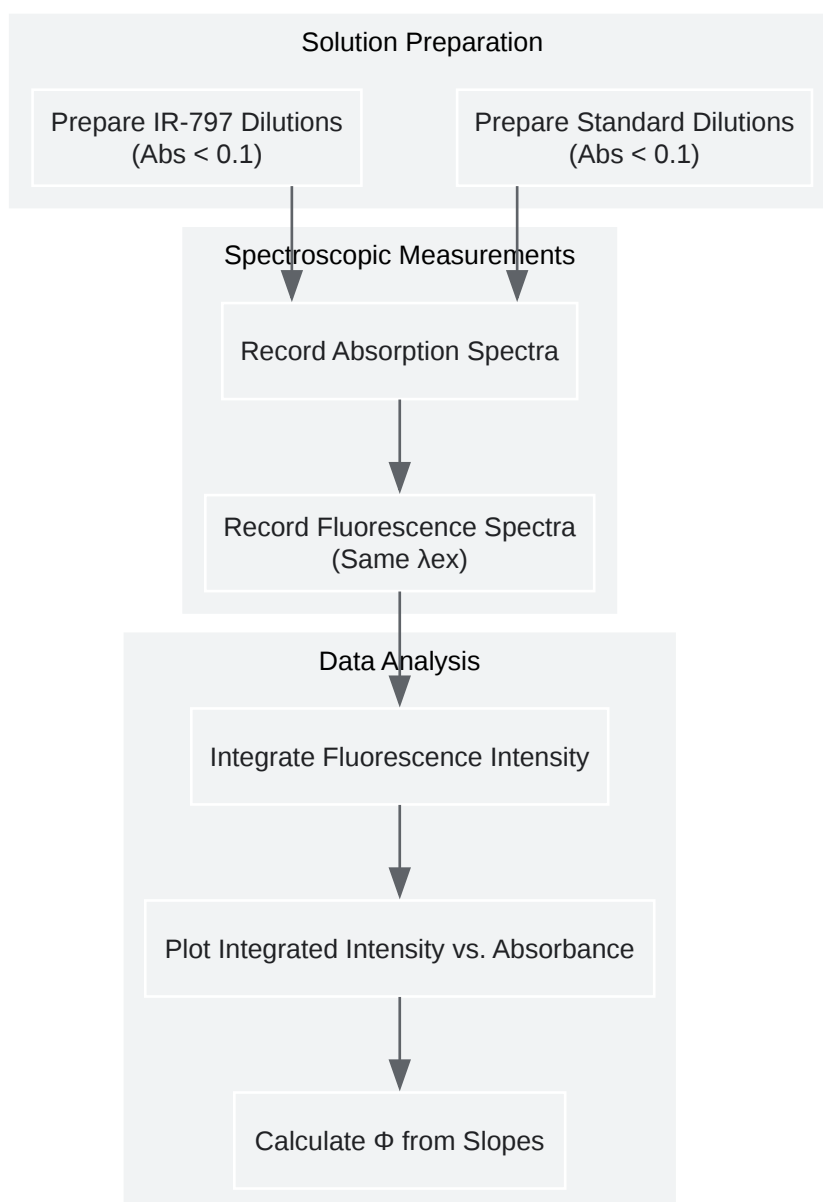 Solution Preparation
Prepare IR-797 Dilutions
(Abs < 0.1)
Prepare Standard Dilutions
(Abs < 0.1)
Spectroscopic Measurements
Record Absorption Spectra
Record Fluorescence Spectra
(Same λex)
Data Analysis
Integrate Fluorescence Intensity
Plot Integrated Intensity vs. Absorbance
Calculate Φ from Slopes